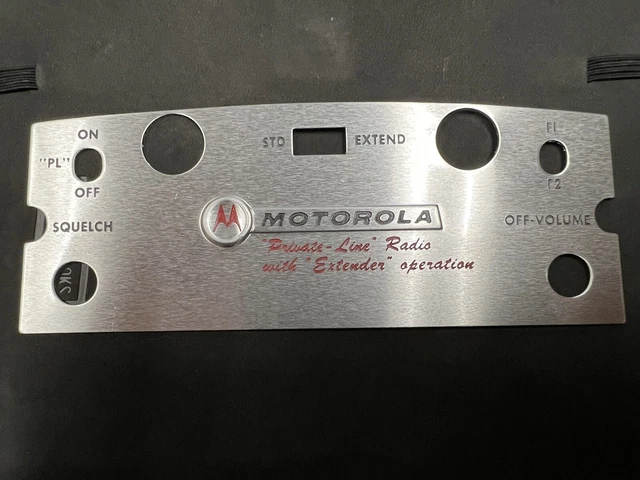 ON
"PL"
OFF
STD
EXTEND
F1
F2
SQUELCH
MOTOROLA
OFF-VOLUME
"Private-Line" Radio
with "Extender" operation